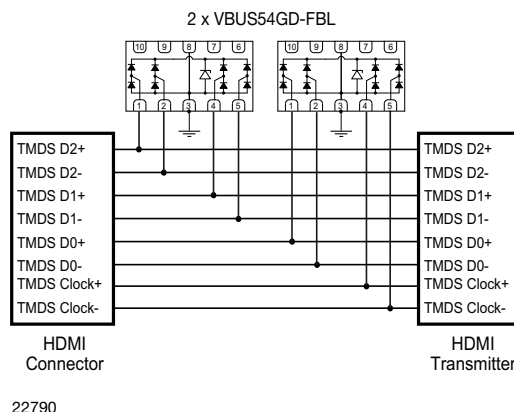 2 x VBUS54GD-FBL
10 9 8 7 6 10 9 8 7 6
1 2 3 4 5 1 2 3 4 5
TMDS D2+ TMDS D2+
TMDS D2- TMDS D2-
TMDS D1+ TMDS D1+
TMDS D1- TMDS D1-
TMDS D0+ TMDS D0+
TMDS D0- TMDS D0-
TMDS Clock+ TMDS Clock+
TMDS Clock- TMDS Clock-
HDMI HDMI
Connector Transmitter
22790